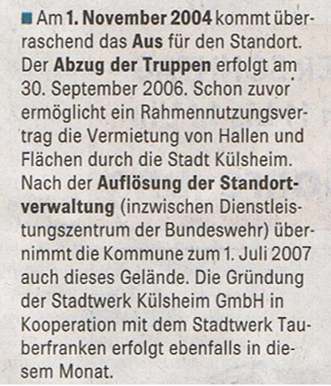 ■ Am 1. November 2004 kommt über-
raschend das Aus für den Standort.
Der Abzug der Truppen erfolgt am
30. September 2006. Schon zuvor
ermöglicht ein Rahmennutzungsver-
trag die Vermietung von Hallen und
Flächen durch die Stadt Külsheim.
Nach der Auflösung der Standort-
verwaltung (inzwischen Dienstleis-
tungszentrum der Bundeswehr) über-
nimmt die Kommune zum 1. Juli 2007
auch dieses Gelände. Die Gründung
der Stadtwerk Külsheim GmbH in
Kooperation mit dem Stadtwerk Tau-
berfranken erfolgt ebenfalls in die-
sem Monat.